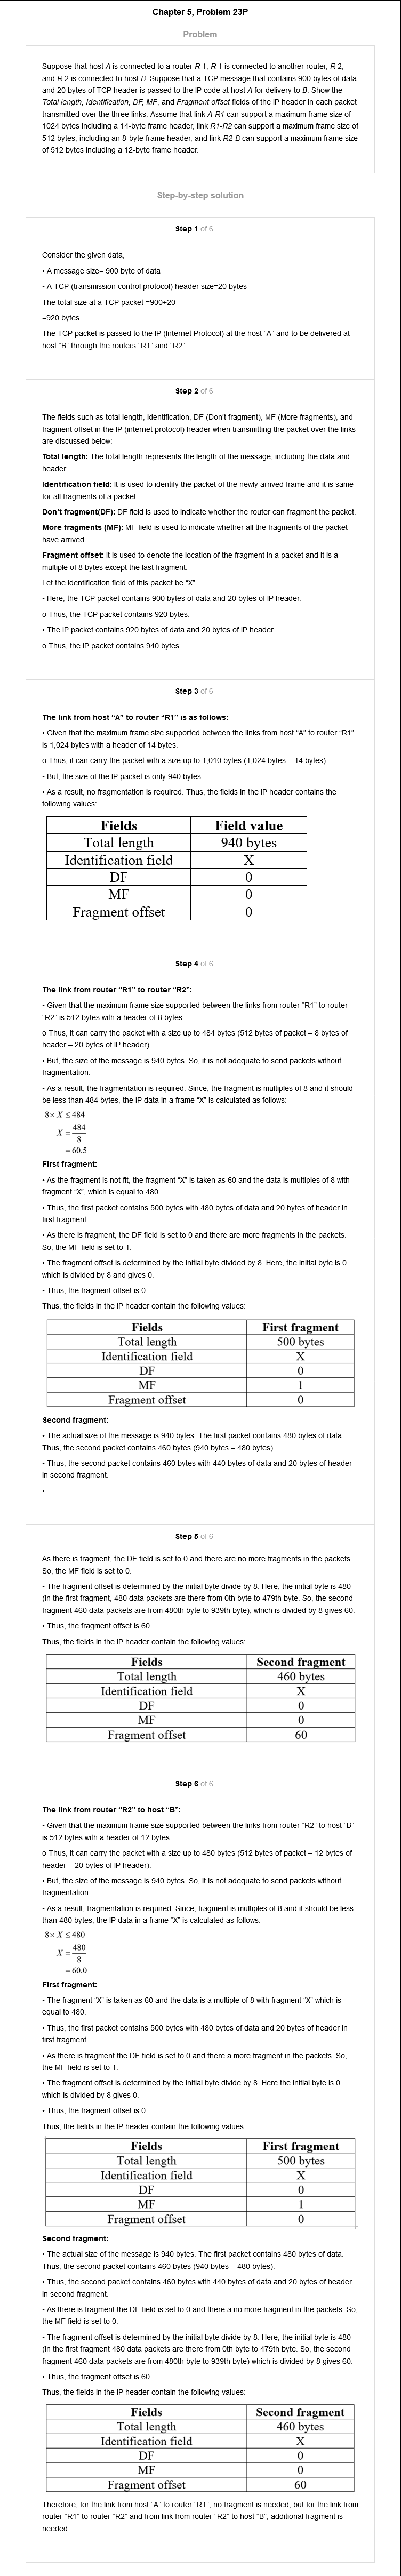 Chapter 5, Problem 23P
Problem
Suppose that host A is connected to a router R 1, R 1 is connected to another router, R 2,
and R 2 is connected to host B. Suppose that a TCP message that contains 900 bytes of data
and 20 bytes of TCP header is passed to the IP code at host A for delivery to B. Show the
Total length, Identification, DF, MF, and Fragment offset fields of the IP header in each packet
transmitted over the three links. Assume that link A-R1 can support a maximum frame size of
1024 bytes including a 14-byte frame header, link R1-R2 can support a maximum frame size of
512 bytes, including an 8-byte frame header, and link R2-B can support a maximum frame size
of 512 bytes including a 12-byte frame header.
Step-by-step solution
Step 1 of 6
Consider the given data,
• A message size= 900 byte of data
• A TCP (transmission control protocol) header size=20 bytes
The total size at a TCP packet =900+20
=920 bytes
The TCP packet is passed to the IP (Internet Protocol) at the host “A” and to be delivered at
host “B” through the routers “R1” and “R2”.
Step 2 of 6
The fields such as total length, identification, DF (Don’t fragment), MF (More fragments), and
fragment offset in the IP (internet protocol) header when transmitting the packet over the links
are discussed below:
Total length: The total length represents the length of the message, including the data and
header.
Identification field: It is used to identify the packet of the newly arrived frame and it is same
for all fragments of a packet.
Don’t fragment(DF): DF field is used to indicate whether the router can fragment the packet.
More fragments (MF): MF field is used to indicate whether all the fragments of the packet
have arrived.
Fragment offset: It is used to denote the location of the fragment in a packet and it is a
multiple of 8 bytes except the last fragment.
Let the identification field of this packet be “X”.
• Here, the TCP packet contains 900 bytes of data and 20 bytes of IP header.
o Thus, the TCP packet contains 920 bytes.
• The IP packet contains 920 bytes of data and 20 bytes of IP header.
o Thus, the IP packet contains 940 bytes.
Step 3 of 6
The link from host “A” to router “R1” is as follows:
• Given that the maximum frame size supported between the links from host “A” to router “R1”
is 1,024 bytes with a header of 14 bytes.
o Thus, it can carry the packet with a size up to 1,010 bytes (1,024 bytes – 14 bytes).
• But, the size of the IP packet is only 940 bytes.
• As a result, no fragmentation is required. Thus, the fields in the IP header contains the
following values:
Fields Field value
Total length 940 bytes
Identification field X
DF 0
MF 0
Fragment offset 0
Step 4 of 6
The link from router “R1” to router “R2”:
• Given that the maximum frame size supported between the links from router “R1” to router
“R2” is 512 bytes with a header of 8 bytes.
o Thus, it can carry the packet with a size up to 484 bytes (512 bytes of packet – 8 bytes of
header – 20 bytes of IP header).
• But, the size of the message is 940 bytes. So, it is not adequate to send packets without
fragmentation.
• As a result, the fragmentation is required. Since, the fragment is multiples of 8 and it should
be less than 484 bytes, the IP data in a frame “X” is calculated as follows:
8× X ≤ 484
X = 484/8
= 60.5
First fragment:
• As the fragment is not fit, the fragment “X” is taken as 60 and the data is multiples of 8 with
fragment “X”, which is equal to 480.
• Thus, the first packet contains 500 bytes with 480 bytes of data and 20 bytes of header in
first fragment.
• As there is fragment, the DF field is set to 0 and there are more fragments in the packets.
So, the MF field is set to 1.
• The fragment offset is determined by the initial byte divided by 8. Here, the initial byte is 0
which is divided by 8 and gives 0.
• Thus, the fragment offset is 0.
Thus, the fields in the IP header contain the following values:
Fields First fragment
Total length 500 bytes
Identification field X
DF 0
MF 1
Fragment offset 0
Second fragment:
• The actual size of the message is 940 bytes. The first packet contains 480 bytes of data.
Thus, the second packet contains 460 bytes (940 bytes – 480 bytes).
• Thus, the second packet contains 460 bytes with 440 bytes of data and 20 bytes of header
in second fragment.
•
Step 5 of 6
As there is fragment, the DF field is set to 0 and there are no more fragments in the packets.
So, the MF field is set to 0.
• The fragment offset is determined by the initial byte divide by 8. Here, the initial byte is 480
(in the first fragment, 480 data packets are there from 0th byte to 479th byte. So, the second
fragment 460 data packets are from 480th byte to 939th byte), which is divided by 8 gives 60.
• Thus, the fragment offset is 60.
Thus, the fields in the IP header contain the following values:
Fields Second fragment
Total length 460 bytes
Identification field X
DF 0
MF 0
Fragment offset 60
Step 6 of 6
The link from router “R2” to host “B”:
• Given that the maximum frame size supported between the links from router “R2” to host “B”
is 512 bytes with a header of 12 bytes.
o Thus, it can carry the packet with a size up to 480 bytes (512 bytes of packet – 12 bytes of
header – 20 bytes of IP header).
• But, the size of the message is 940 bytes. So, it is not adequate to send packets without
fragmentation.
• As a result, fragmentation is required. Since, fragment is multiples of 8 and it should be less
than 480 bytes, the IP data in a frame “X” is calculated as follows:
8× X ≤ 480
X = 480/8
= 60.0
First fragment:
• The fragment “X” is taken as 60 and the data is a multiple of 8 with fragment “X” which is
equal to 480.
• Thus, the first packet contains 500 bytes with 480 bytes of data and 20 bytes of header in
first fragment.
• As there is fragment the DF field is set to 0 and there a more fragment in the packets. So,
the MF field is set to 1.
• The fragment offset is determined by the initial byte divide by 8. Here the initial byte is 0
which is divided by 8 gives 0.
• Thus, the fragment offset is 0.
Thus, the fields in the IP header contain the following values:
Fields First fragment
Total length 500 bytes
Identification field X
DF 0
MF 1
Fragment offset 0
Second fragment:
• The actual size of the message is 940 bytes. The first packet contains 480 bytes of data.
Thus, the second packet contains 460 bytes (940 bytes – 480 bytes).
• Thus, the second packet contains 460 bytes with 440 bytes of data and 20 bytes of header
in second fragment.
• As there is fragment the DF field is set to 0 and there a no more fragment in the packets. So,
the MF field is set to 0.
• The fragment offset is determined by the initial byte divide by 8. Here, the initial byte is 480
(in the first fragment 480 data packets are there from 0th byte to 479th byte. So, the second
fragment 460 data packets are from 480th byte to 939th byte) which is divided by 8 gives 60.
• Thus, the fragment offset is 60.
Thus, the fields in the IP header contain the following values:
Fields Second fragment
Total length 460 bytes
Identification field X
DF 0
MF 0
Fragment offset 60
Therefore, for the link from host “A” to router “R1”, no fragment is needed, but for the link from
router “R1” to router “R2” and from link from router “R2” to host “B”, additional fragment is
needed.